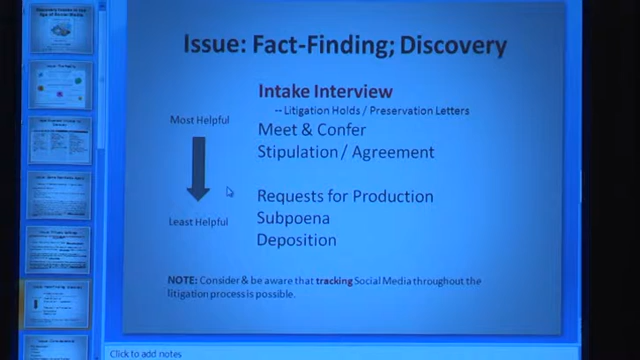 Issue: Fact-Finding; Discovery
Intake Interview
-- Litigation Holds / Preservation Letters
Most Helpful
Meet & Confer
Stipulation / Agreement
Requests for Production
Least Helpful
Subpoena
Deposition
NOTE: Consider & be aware that tracking Social Media throughout the
litigation process is possible.
Click to add notes